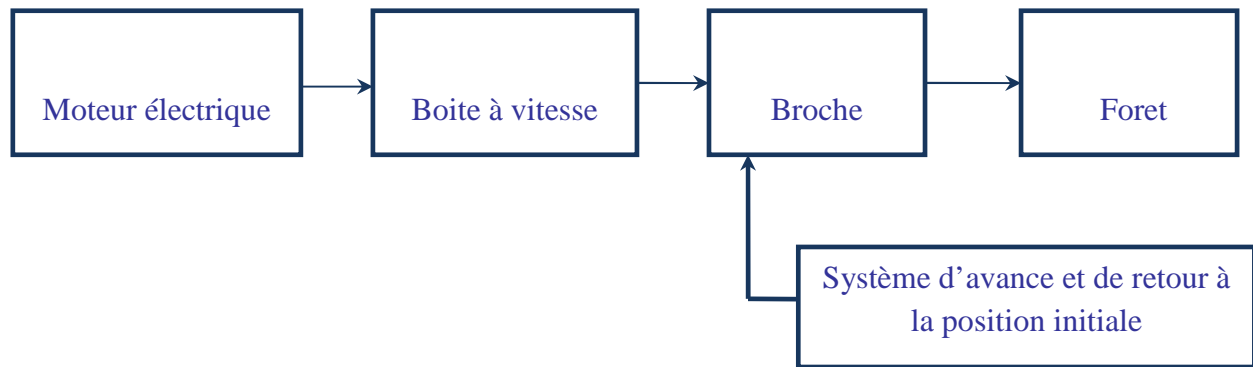 Moteur électrique
Boite à vitesse
Broche
Foret
Système d’avance et de retour à
la position initiale